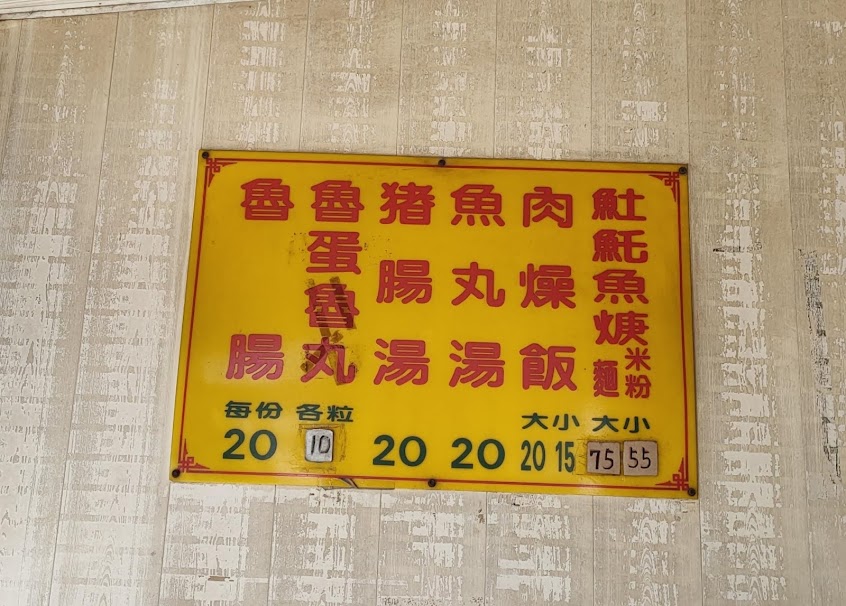 魠魠魚焿
米粉
麵
大小
75 55
肉燥飯
大小
20 15
魚丸湯
20
猪腸湯
20
魯蛋魯丸
各粒
10
魯腸
每份
20